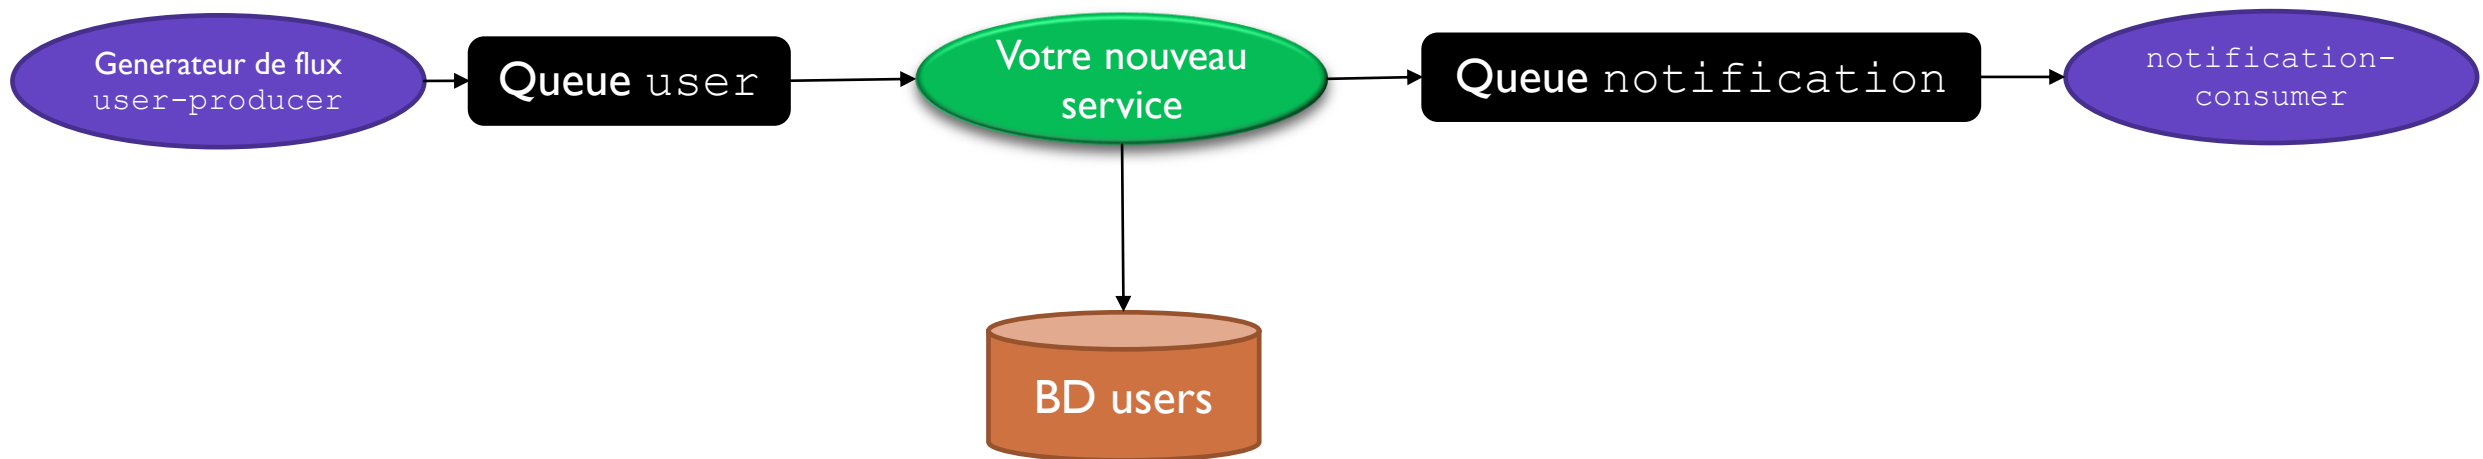 Generateur de flux
user-producer
Queue user
Votre nouveau
service
Queue notification
notification-
consumer
BD users